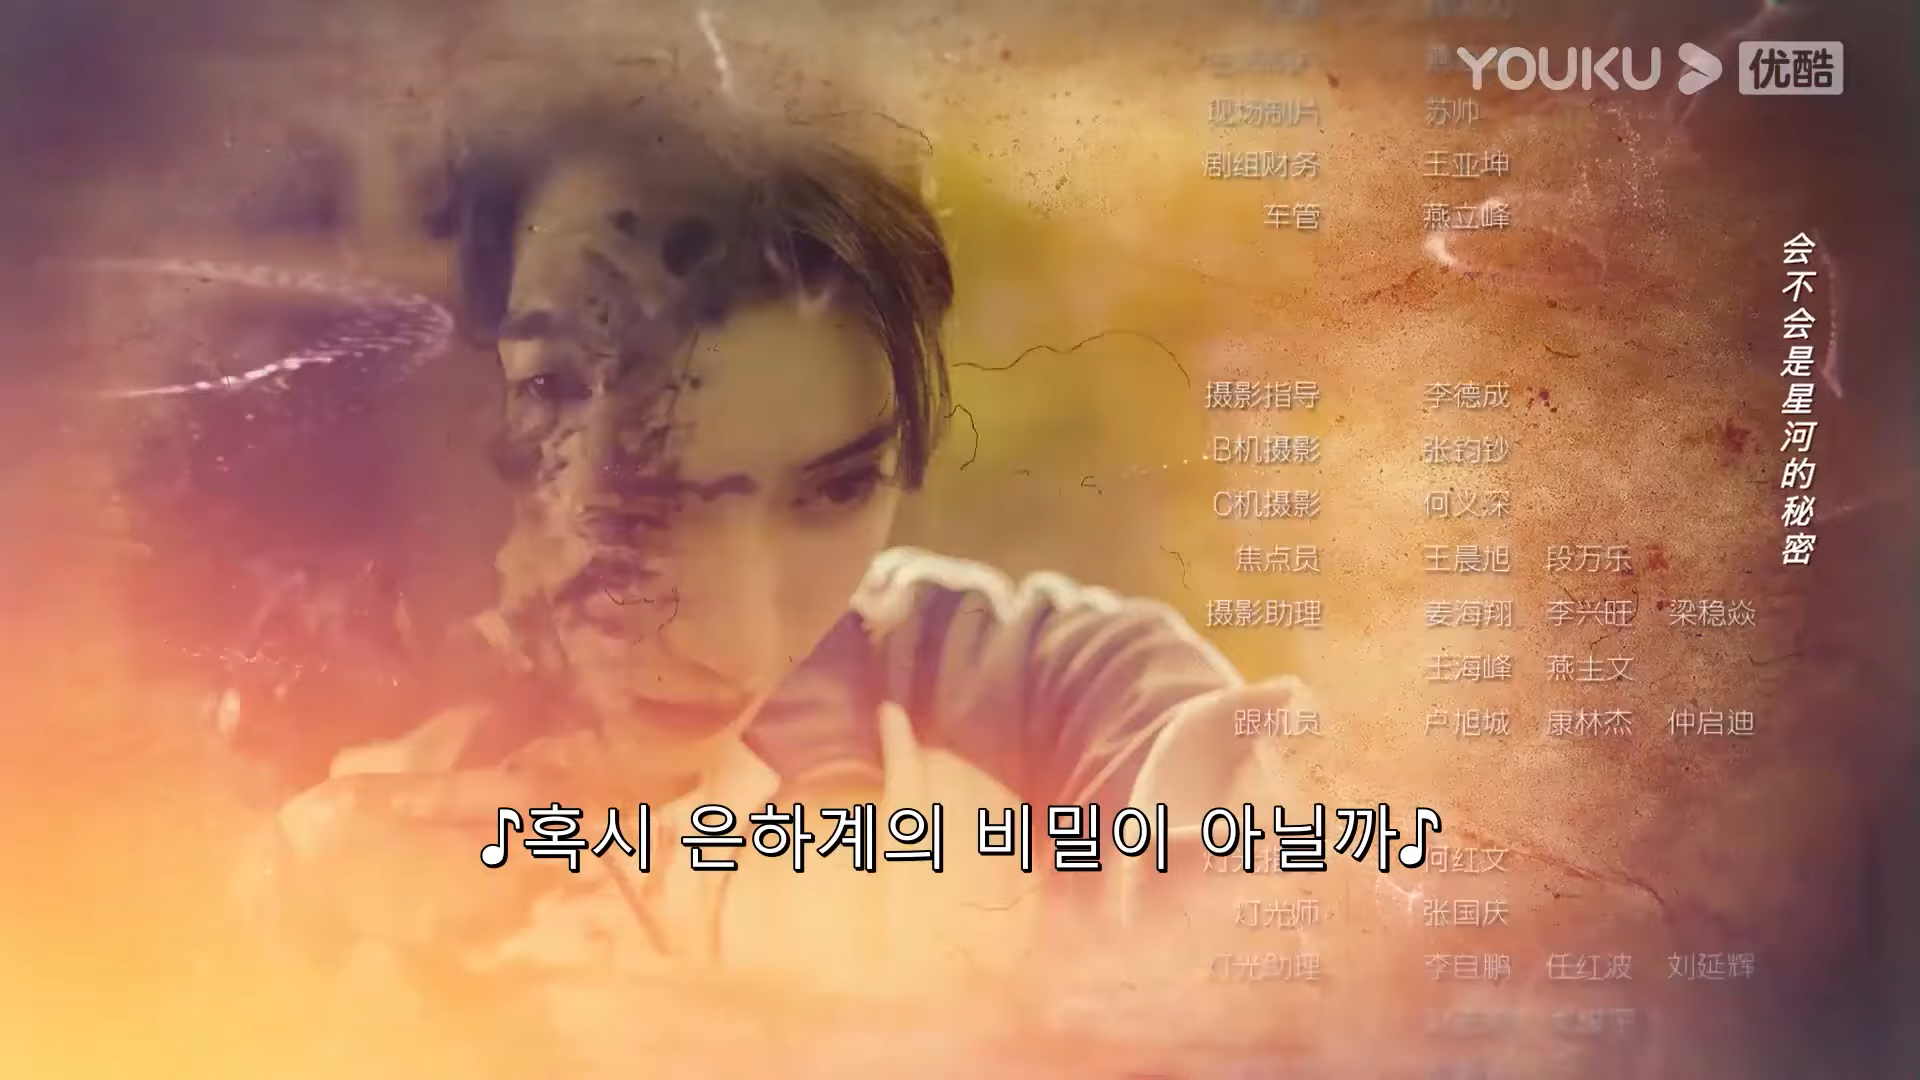 YOUKU 优酷
现场制片 苏帅
剧组财务 王亚坤
车管 燕立峰
会不会是星河的秘密
摄影指导 李德成
B机摄影 张钧钞
C机摄影 何义深
焦点员 王晨旭 段万乐
摄影助理 姜海翔 李兴旺 梁稳焱
王海峰 燕主文
跟机员 卢旭城 康林杰 仲启迪
♪혹시 은하계의 비밀이 아닐까♪
何红文
灯光师 张国庆
灯光助理 李自鹏 任红波 刘延辉